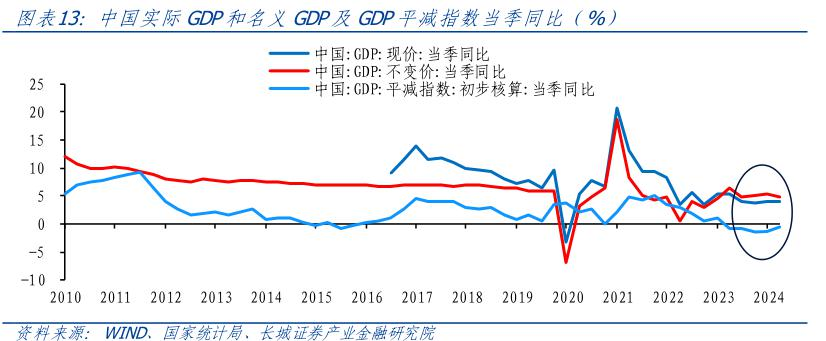 图表13: 中国实际 GDP 和名义 GDP 及 GDP 平减指数当季同比（%）
中国:GDP:现价:当季同比
中国:GDP:不变价:当季同比
中国:GDP:平减指数:初步核算:当季同比
25
20
15
10
5
0
-5
-10
2010 2011 2012 2013 2014 2015 2016 2017 2018 2019 2020 2021 2022 2023 2024
资料来源: WIND、国家统计局、长城证券产业金融研究院